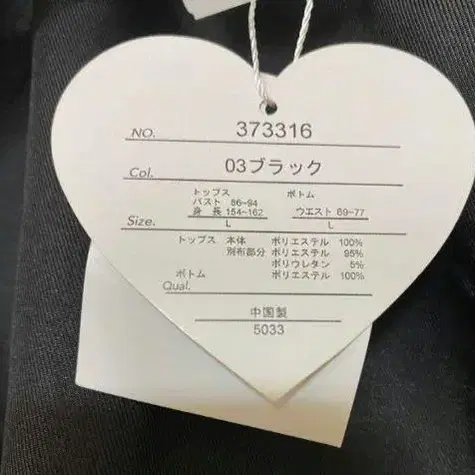 NO. 373316
Col. 03ブラック
トップス ボトム
バスト 86~94
身 長 154~162 ウエスト 69~77
Size. L L
トップス 本体 ポリエステル 100%
別布部分 ポリエステル 95%
ポリウレタン 5%
ボトム ポリエステル 100%
Qual.
中国製
5033